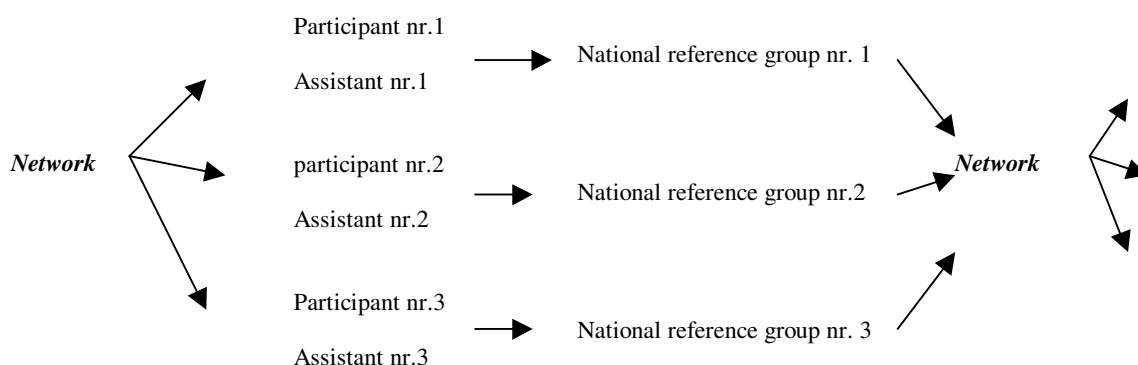 Participant nr.1
National reference group nr. 1
Assistant nr.1
Network
participant nr.2
Network
National reference group nr.2
Assistant nr.2
Participant nr.3
National reference group nr. 3
Assistant nr.3